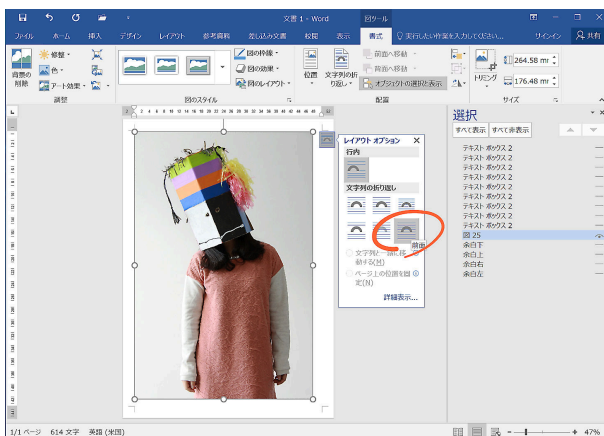 文書 1 - Word
図ツール
ファイル ホーム 挿入 デザイン レイアウト 参考資料 差し込み文書 校閲 表示 書式 実行したい作業を入力してください... サインイン 共有
背景の削除
修整
色
アート効果
調整
図のスタイル
図の枠線
図の効果
図のレイアウト
位置
文字列の折り返し
前面へ移動
背面へ移動
オブジェクトの選択と表示
配置
トリミング
264.58 mm
176.48 mm
サイズ
レイアウト オプション
行内
文字列の折り返し
前面
文字列と一緒に移動する(M)
ページ上の位置を固定(N)
詳細表示...
選択
すべて表示 すべて非表示
テキスト ボックス 2
テキスト ボックス 2
テキスト ボックス 2
テキスト ボックス 2
テキスト ボックス 2
テキスト ボックス 2
テキスト ボックス 2
テキスト ボックス 2
テキスト ボックス 2
図 25
余白下
余白上
余白右
余白左
1/1 ページ 614 文字 英語 (米国)
47%